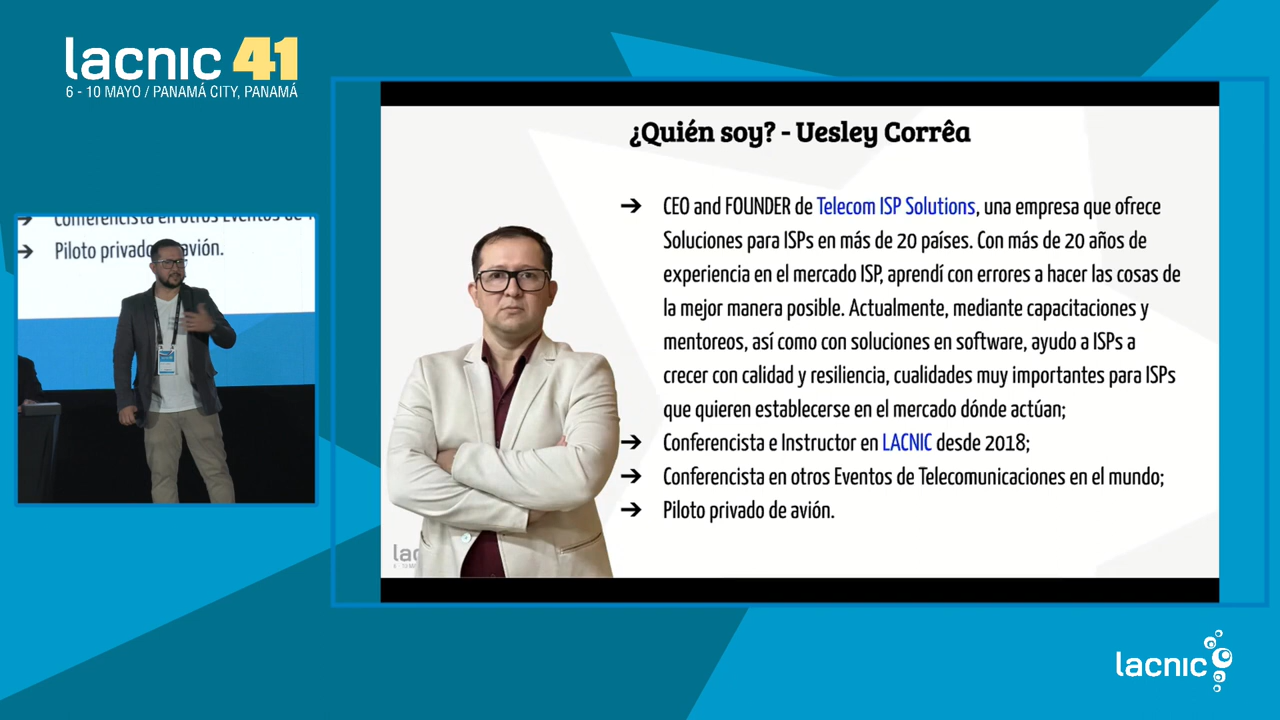 lacnic 41
6 - 10 MAYO / PANAMÁ CITY, PANAMÁ
¿Quién soy? - Uesley Corrêa
➔ CEO and FOUNDER de Telecom ISP Solutions, una empresa que ofrece
Soluciones para ISPs en más de 20 países. Con más de 20 años de
experiencia en el mercado ISP, aprendí con errores a hacer las cosas de
la mejor manera posible. Actualmente, mediante capacitaciones y
mentoreos, así como con soluciones en software, ayudo a ISPs a
crecer con calidad y resiliencia, cualidades muy importantes para ISPs
que quieren establecerse en el mercado dónde actúan;
➔ Conferencista e Instructor en LACNIC desde 2018;
➔ Conferencista en otros Eventos de Telecomunicaciones en el mundo;
➔ Piloto privado de avión.
Conferencista en otros Eventos de
➔ Piloto privado avión.
lacnic